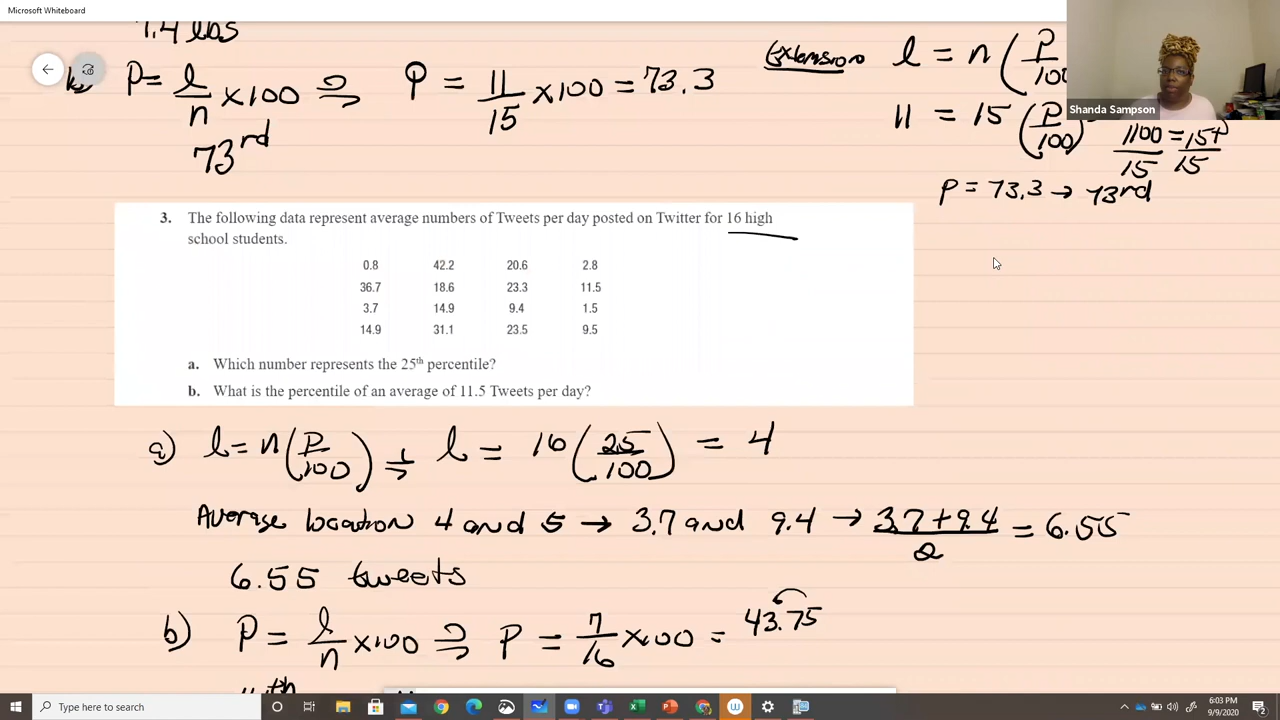 Microsoft Whiteboard
7.4 lbs
b) P = l/n x100 ⇒ P = 11/15 x100 = 73.3
73rd
Extension l = n(P/100
11 = 15 (P/100)
1100/15 = 15P/15
P = 73.3 → 73rd
Shanda Sampson
3. The following data represent average numbers of Tweets per day posted on Twitter for 16 high
school students.
0.8 42.2 20.6 2.8
36.7 18.6 23.3 11.5
3.7 14.9 9.4 1.5
14.9 31.1 23.5 9.5
a. Which number represents the 25th percentile?
b. What is the percentile of an average of 11.5 Tweets per day?
a) l = n(P/100) ⇒ l = 16(25/100) = 4
Average location 4 and 5 → 3.7 and 9.4 → 3.7+9.4/2 = 6.55
6.55 tweets
b) P = l/n x100 ⇒ P = 7/16 x100 = 43.75
Type here to search
6:03 PM
9/9/2020